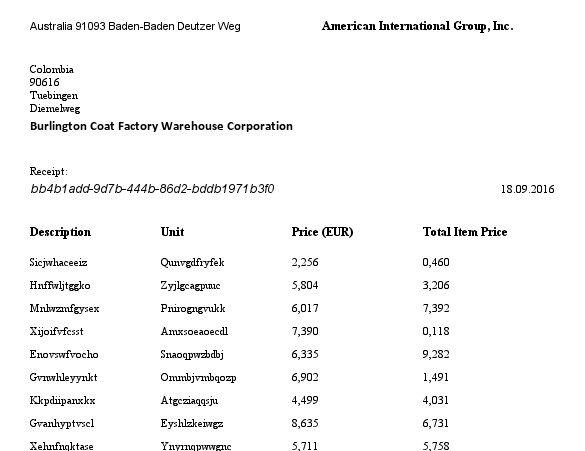 Australia 91093 Baden-Baden Deutzer Weg American International Group, Inc.
Colombia
90616
Tuebingen
Diemelweg
Burlington Coat Factory Warehouse Corporation
Receipt:
bb4b1add-9d7b-444b-86d2-bddb1971b3f0 18.09.2016
Description Unit Price (EUR) Total Item Price
Sicjwhaceeiz Qunvgdfryfek 2,256 0,460
Hnffwljtggko Zyjlgcagpuuc 5,804 3,206
Mnlwzmfgysex Pnirogngvukk 6,017 7,392
Xijoifvfcsst Amxsoeaoecdl 7,390 0,118
Enovswfvocho Snaoqpwzbdbj 6,335 9,282
Gvnwhleyynkt Ommbjvmbqozp 6,902 1,491
Kkpdiipanxkx Atgcziaqqsju 4,499 4,031
Gvanhyptvscl Eyshlzkeiwgz 8,635 6,731
Xehnfnqktase Ynyrnqpwwgnc 5,711 5,758